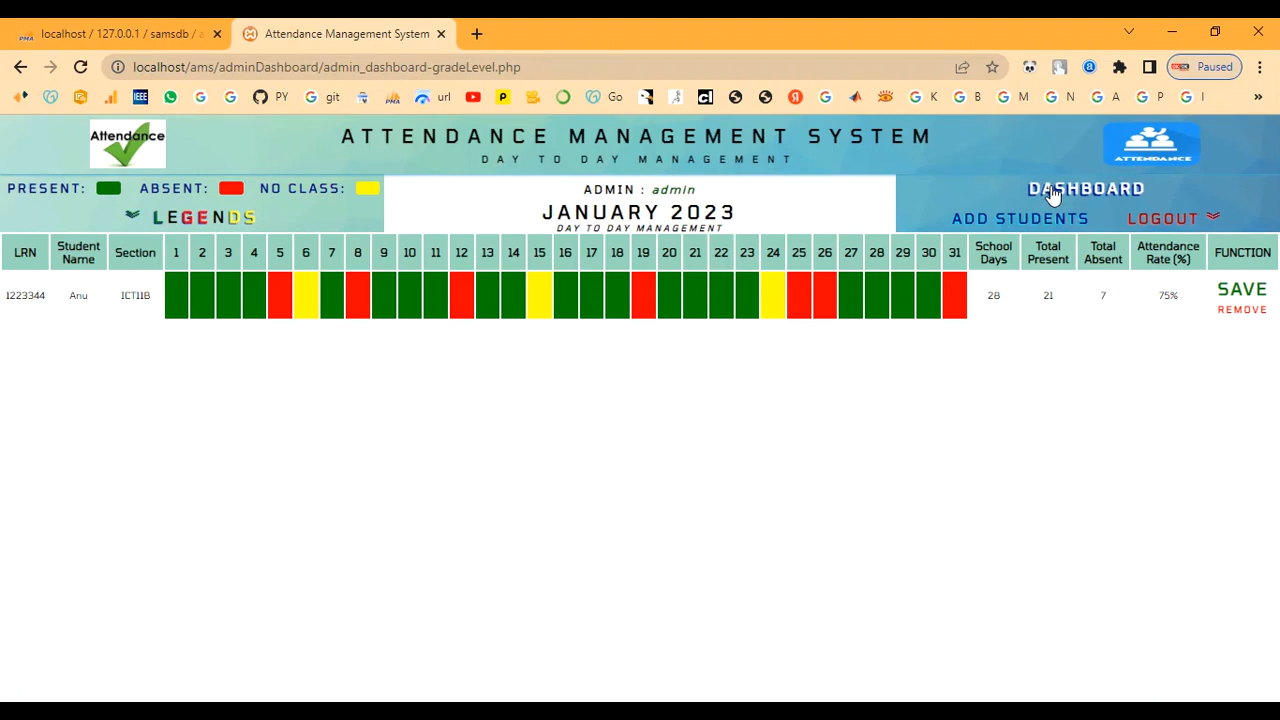 localhost / 127.0.0.1 / samsdb / a
Attendance Management System
localhost/ams/adminDashboard/admin_dashboard-gradeLevel.php
Paused
IEEE PY git url Go K B M N A P I »
Attendance
ATTENDANCE MANAGEMENT SYSTEM
DAY TO DAY MANAGEMENT
ATTENDANCE
PRESENT: ABSENT: NO CLASS:
LEGENDS
ADMIN : admin
JANUARY 2023
DAY TO DAY MANAGEMENT
DASHBOARD
ADD STUDENTS LOGOUT
LRN Student Name Section 1 2 3 4 5 6 7 8 9 10 11 12 13 14 15 16 17 18 19 20 21 22 23 24 25 26 27 28 29 30 31 School Days Total Present Total Absent Attendance Rate (%) FUNCTION
1223344 Anu ICT11B 28 21 7 75% SAVE
REMOVE